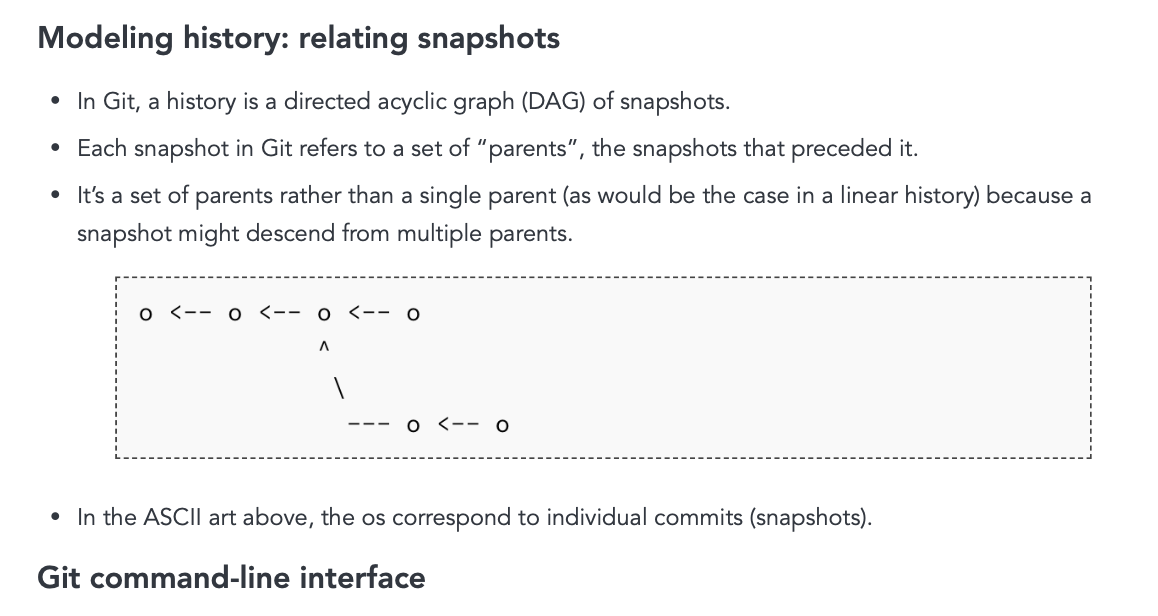 Modeling history: relating snapshots
• In Git, a history is a directed acyclic graph (DAG) of snapshots.
• Each snapshot in Git refers to a set of “parents”, the snapshots that preceded it.
• It’s a set of parents rather than a single parent (as would be the case in a linear history) because a
snapshot might descend from multiple parents.
o <-- o <-- o <-- o
            ^
             \
              --- o <-- o
• In the ASCII art above, the os correspond to individual commits (snapshots).
Git command-line interface